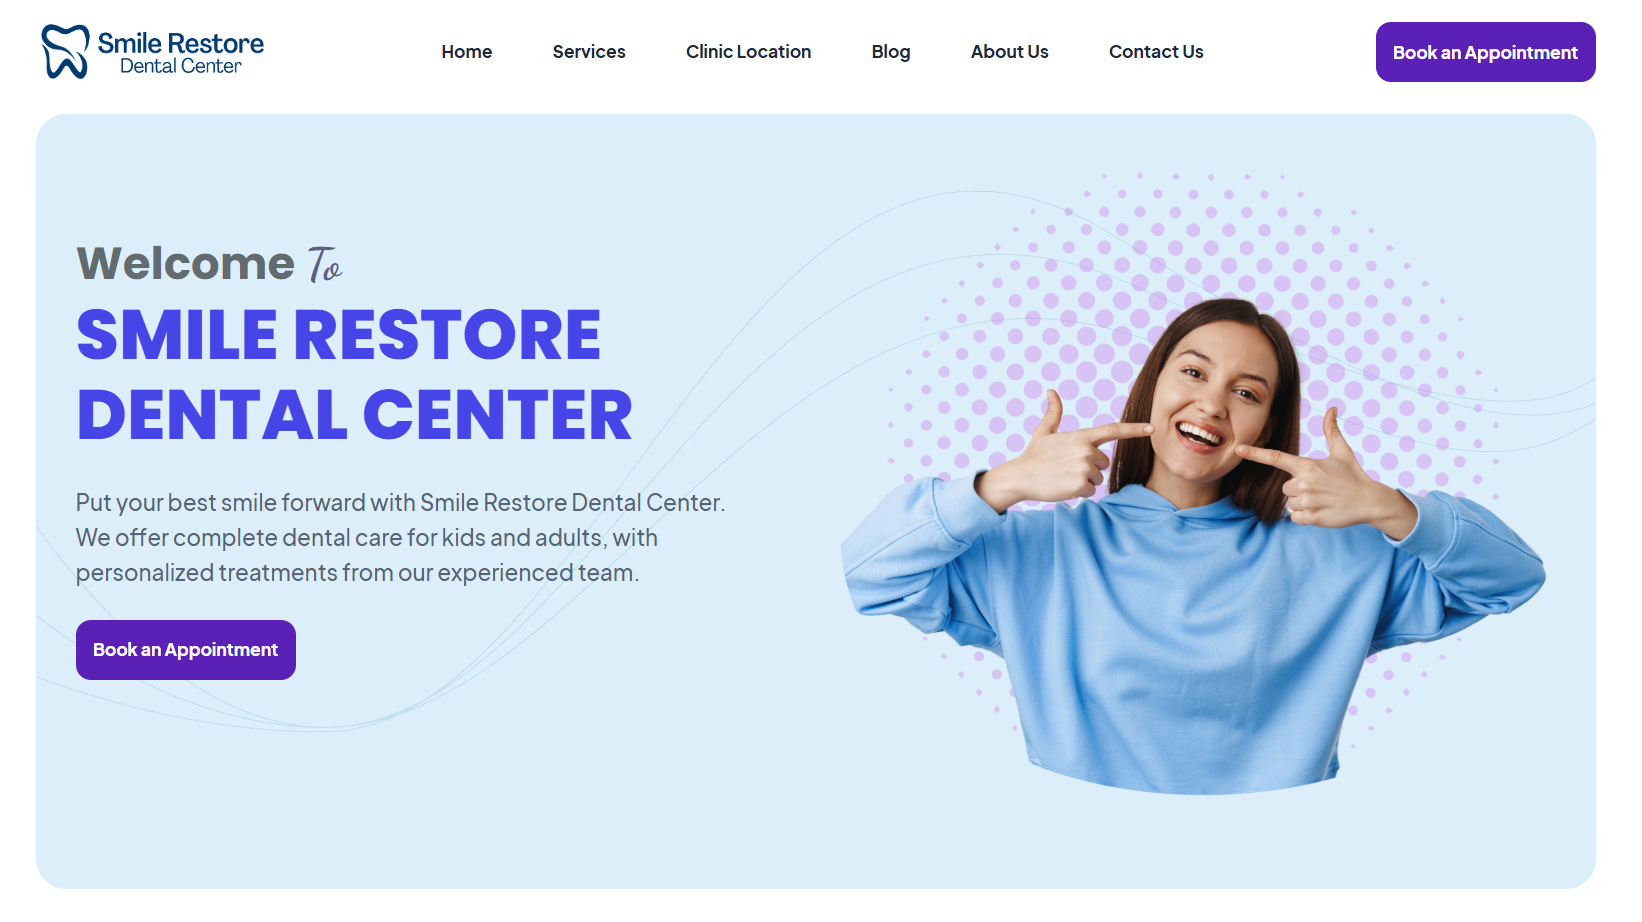 Smile Restore
Dental Center
Home
Services
Clinic Location
Blog
About Us
Contact Us
Book an Appointment
Welcome To
SMILE RESTORE
DENTAL CENTER
Put your best smile forward with Smile Restore Dental Center.
We offer complete dental care for kids and adults, with
personalized treatments from our experienced team.
Book an Appointment